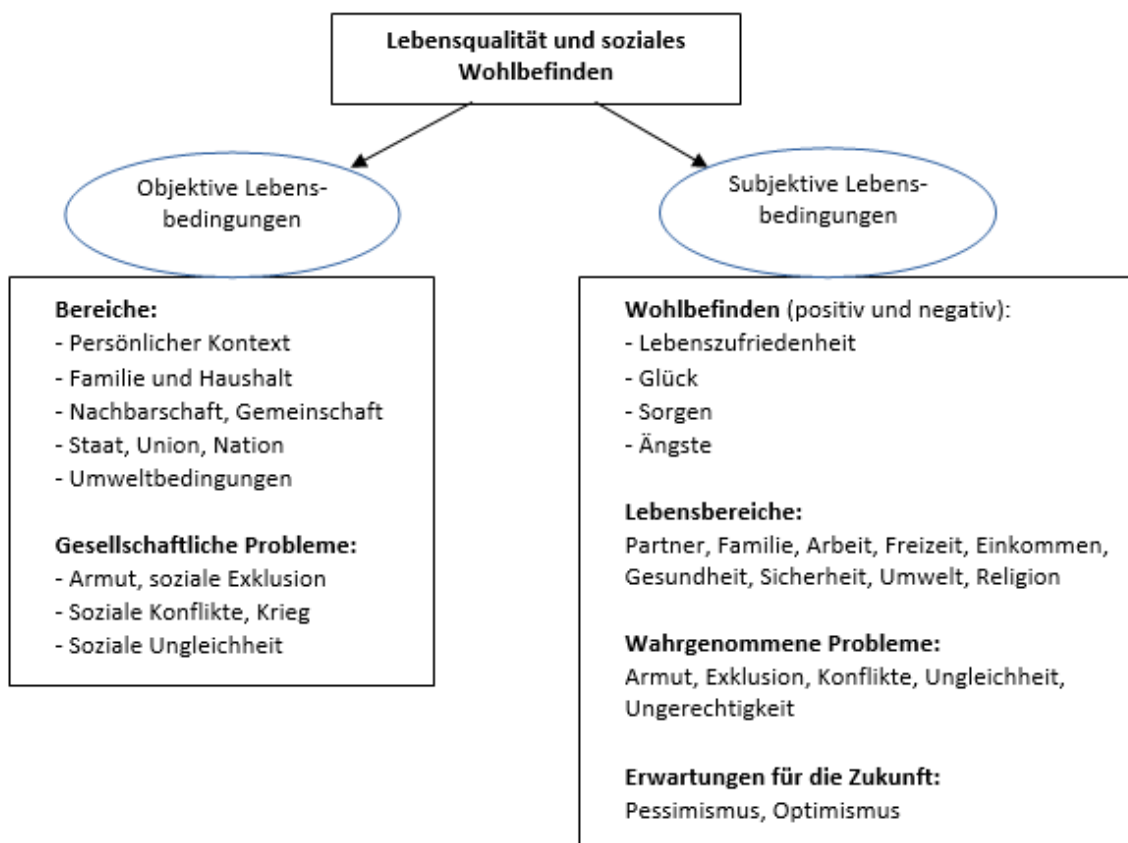 Lebensqualität und soziales
Wohlbefinden
Objektive Lebens-
bedingungen
Subjektive Lebens-
bedingungen
Bereiche:
- Persönlicher Kontext
- Familie und Haushalt
- Nachbarschaft, Gemeinschaft
- Staat, Union, Nation
- Umweltbedingungen
Gesellschaftliche Probleme:
- Armut, soziale Exklusion
- Soziale Konflikte, Krieg
- Soziale Ungleichheit
Wohlbefinden (positiv und negativ):
- Lebenszufriedenheit
- Glück
- Sorgen
- Ängste
Lebensbereiche:
Partner, Familie, Arbeit, Freizeit, Einkommen,
Gesundheit, Sicherheit, Umwelt, Religion
Wahrgenommene Probleme:
Armut, Exklusion, Konflikte, Ungleichheit,
Ungerechtigkeit
Erwartungen für die Zukunft:
Pessimismus, Optimismus